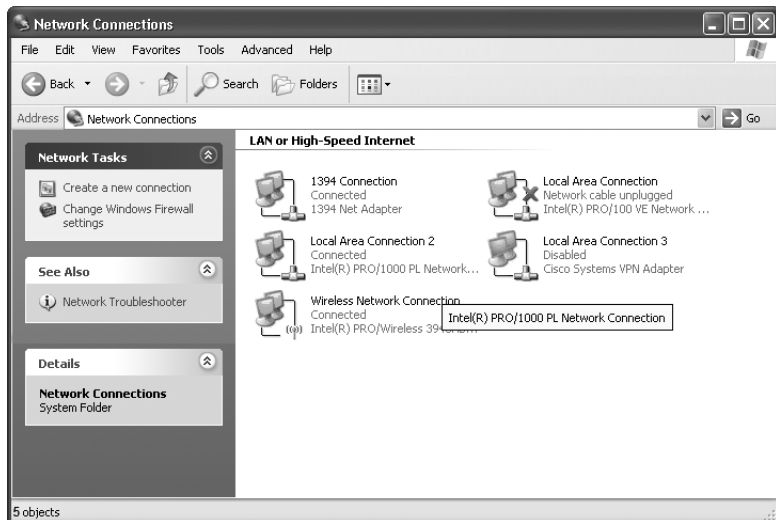 Network Connections
File Edit View Favorites Tools Advanced Help
Back Search Folders
Address Network Connections Go
Network Tasks
Create a new connection
Change Windows Firewall
settings
See Also
Network Troubleshooter
Details
Network Connections
System Folder
LAN or High-Speed Internet
1394 Connection
Connected
1394 Net Adapter
Local Area Connection
Network cable unplugged
Intel(R) PRO/100 VE Network ...
Local Area Connection 2
Connected
Intel(R) PRO/1000 PL Network...
Local Area Connection 3
Disabled
Cisco Systems VPN Adapter
Wireless Network Connection
Connected
Intel(R) PRO/Wireless
Intel(R) PRO/1000 PL Network Connection
5 objects